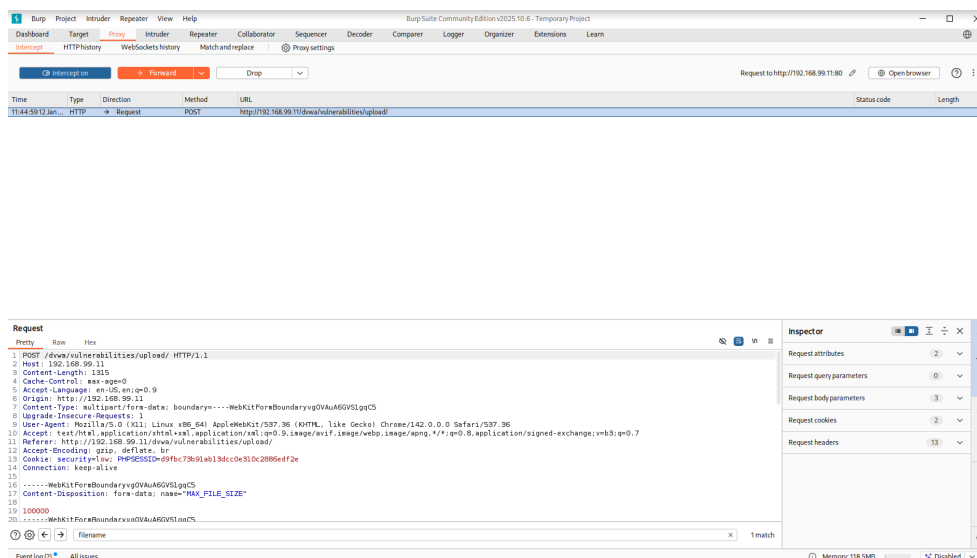 Burp Project Intruder Repeater View Help Burp Suite Community Edition v2025.10.6 - Temporary Project
Dashboard Target Proxy Intruder Repeater Collaborator Sequencer Decoder Comparer Logger Organizer Extensions Learn
Intercept HTTP history WebSockets history Match and replace Proxy settings
Intercept on Forward Drop Request to http://192.168.99.11:80 Open browser
Time Type Direction Method URL Status code Length
11:44:59 12 Jan... HTTP → Request POST http://192.168.99.11/dvwa/vulnerabilities/upload/
Request Inspector
Pretty Raw Hex \n
1 POST /dvwa/vulnerabilities/upload/ HTTP/1.1
2 Host: 192.168.99.11
3 Content-Length: 1315
4 Cache-Control: max-age=0
5 Accept-Language: en-US,en;q=0.9
6 Origin: http://192.168.99.11
7 Content-Type: multipart/form-data; boundary=----WebKitFormBoundaryvgOVAuA6GVSlgqC5
8 Upgrade-Insecure-Requests: 1
9 User-Agent: Mozilla/5.0 (X11; Linux x86_64) AppleWebKit/537.36 (KHTML, like Gecko) Chrome/142.0.0.0 Safari/537.36
10 Accept: text/html,application/xhtml+xml,application/xml;q=0.9,image/avif,image/webp,image/apng,*/*;q=0.8,application/signed-exchange;v=b3;q=0.7
11 Referer: http://192.168.99.11/dvwa/vulnerabilities/upload/
12 Accept-Encoding: gzip, deflate, br
13 Cookie: security=low; PHPSESSID=d9fbc73b91ab13dcc0e310c2886edf2e
14 Connection: keep-alive
15
16 ------WebKitFormBoundaryvgOVAuA6GVSlgqC5
17 Content-Disposition: form-data; name="MAX_FILE_SIZE"
18
19 100000
20 ------WebKitFormBoundaryvgOVAuA6GVSlgqC5
Request attributes 2
Request query parameters 0
Request body parameters 3
Request cookies 2
Request headers 13
filename 1 match
Event log (2) All issues Memory: 118.5MB Disabled